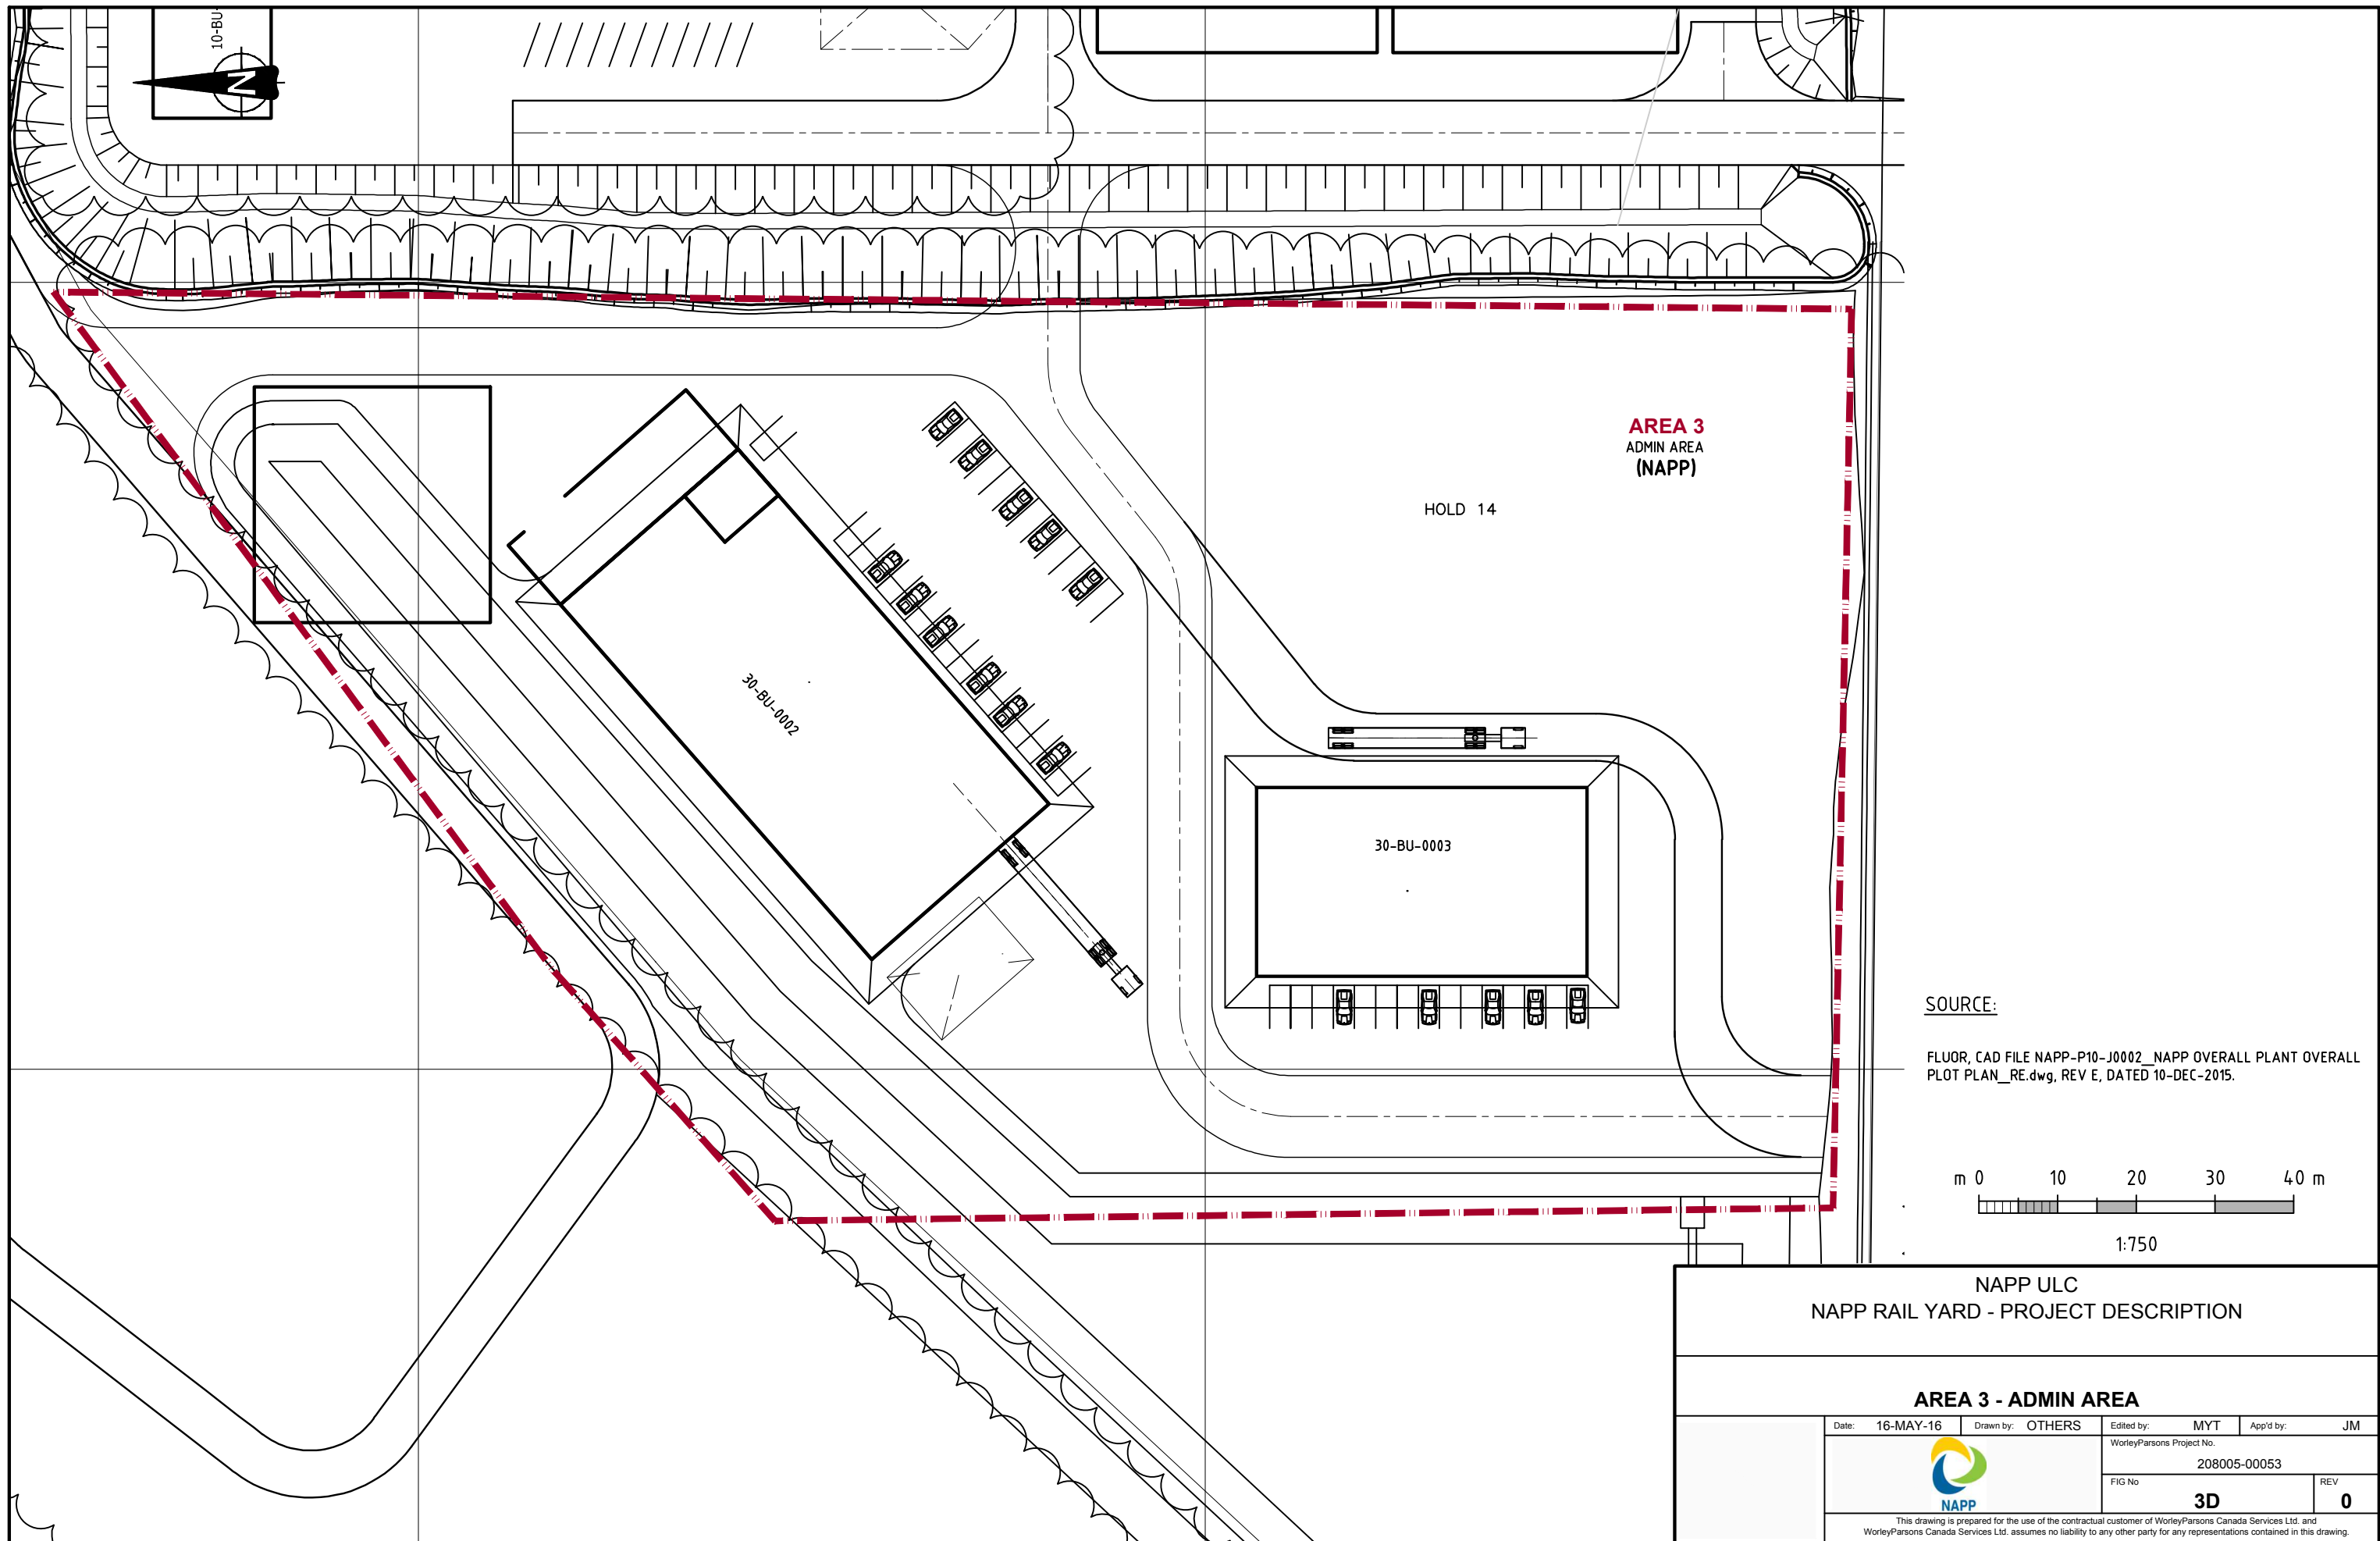 10-BU-
N
AREA 3
ADMIN AREA
(NAPP)
HOLD 14
30-BU-0002
30-BU-0003
SOURCE:
FLUOR, CAD FILE NAPP-P10-J0002_NAPP OVERALL PLANT OVERALL
PLOT PLAN_RE.dwg, REV E, DATED 10-DEC-2015.
m 0 10 20 30 40 m
1:750
NAPP ULC
NAPP RAIL YARD - PROJECT DESCRIPTION
AREA 3 - ADMIN AREA
Date: 16-MAY-16 Drawn by: OTHERS Edited by: MYT App'd by: JM
WorleyParsons Project No.
208005-00053
FIG No REV
3D 0
NAPP
This drawing is prepared for the use of the contractual customer of WorleyParsons Canada Services Ltd. and
WorleyParsons Canada Services Ltd. assumes no liability to any other party for any representations contained in this drawing.